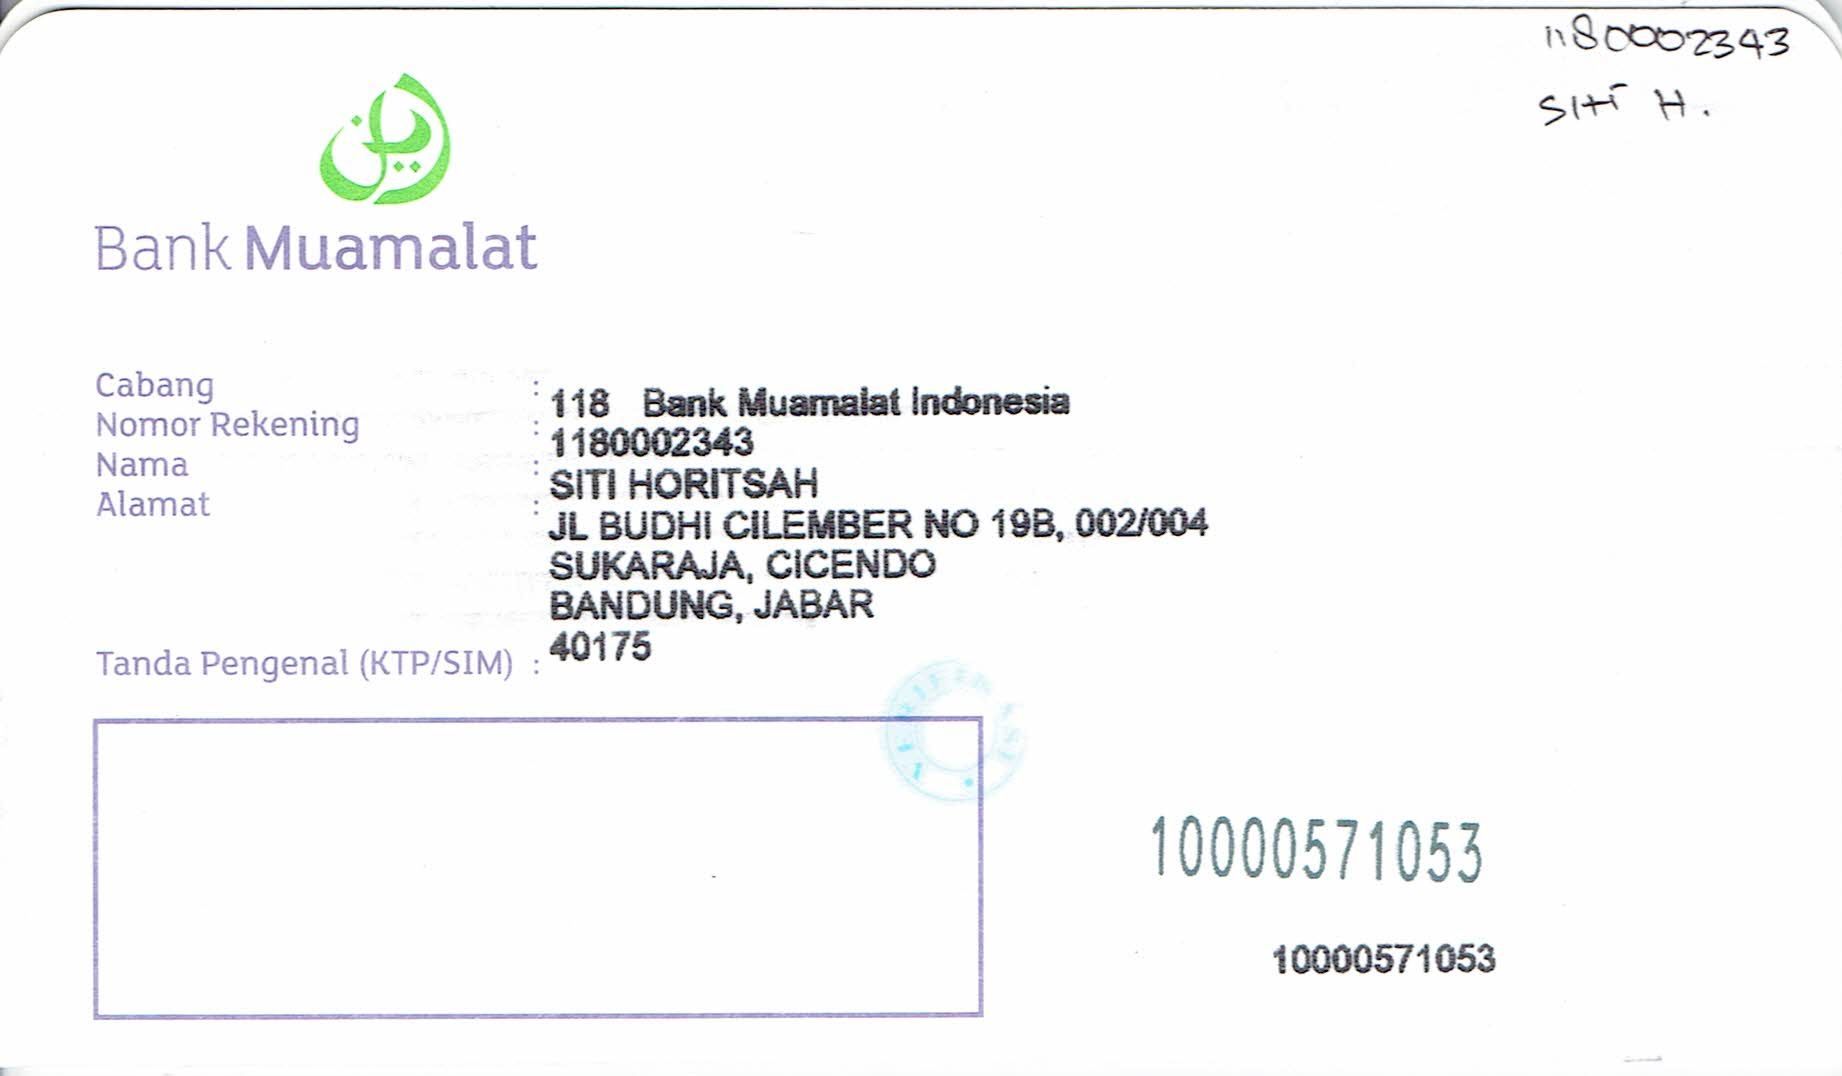 1180002343
SITI H.
Bank Muamalat
Cabang : 118 Bank Muamalat Indonesia
Nomor Rekening : 1180002343
Nama : SITI HORITSAH
Alamat : JL BUDHI CILEMBER NO 19B, 002/004
SUKARAJA, CICENDO
BANDUNG, JABAR
40175
Tanda Pengenal (KTP/SIM) :
VERIFIKASI
10000571053
10000571053